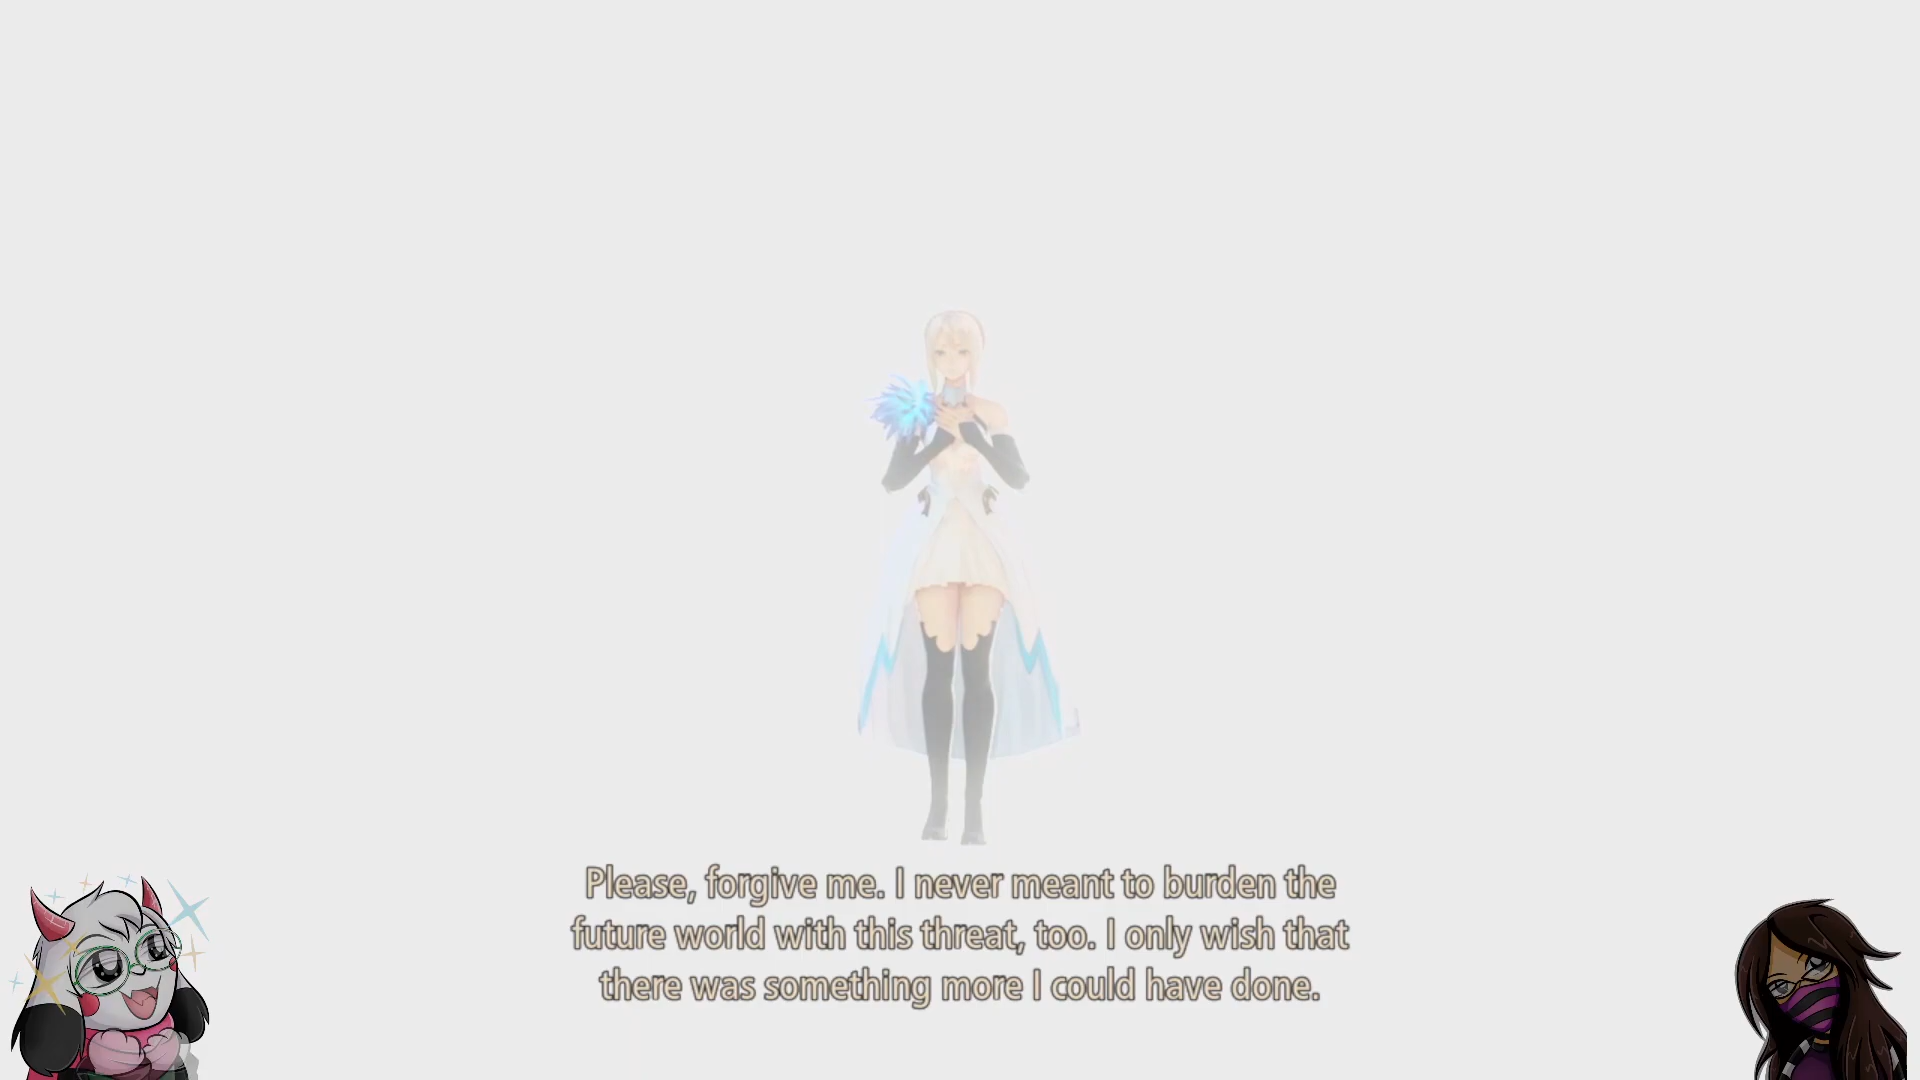 Please, forgive me. I never meant to burden the
future world with this threat, too. I only wish that
there was something more I could have done.